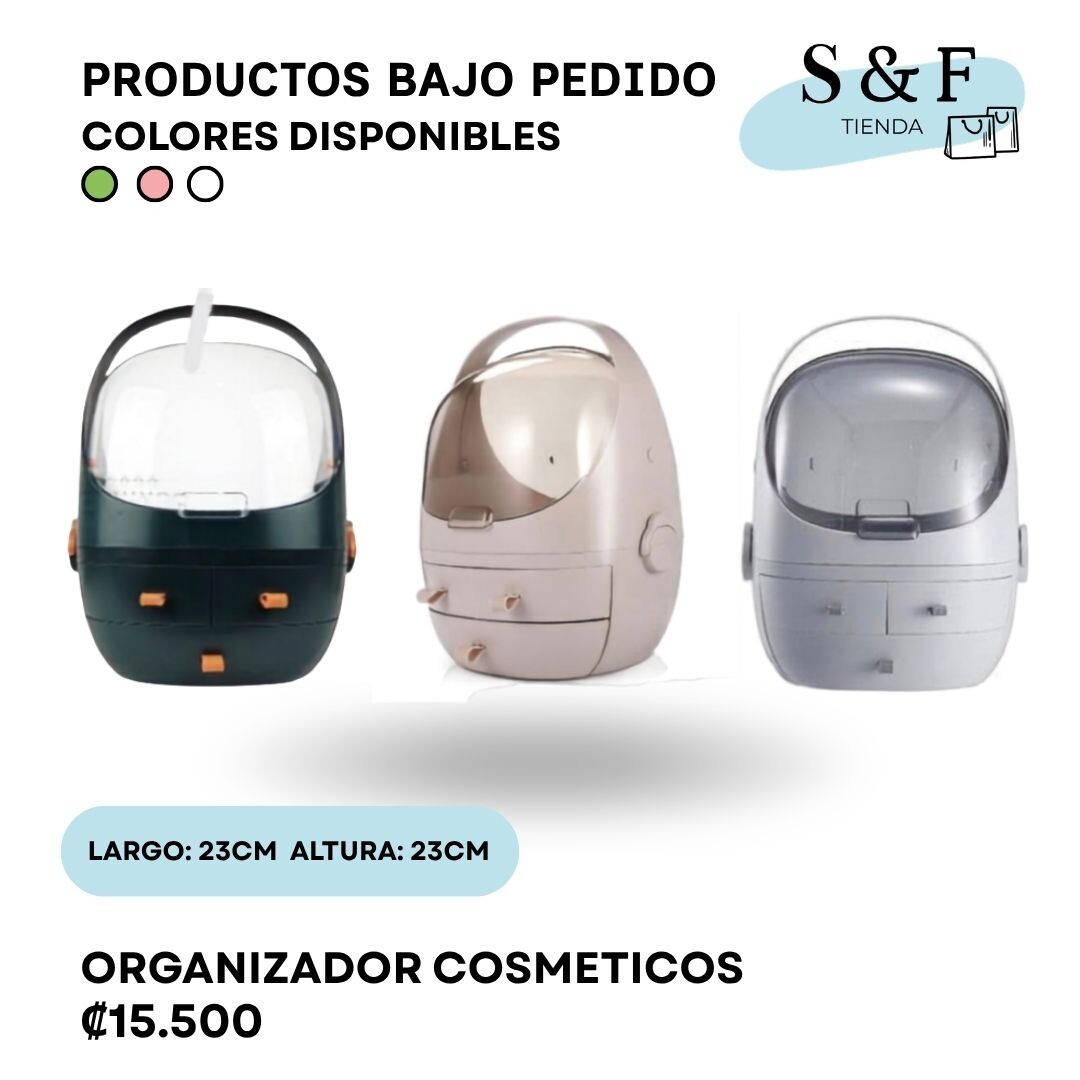 PRODUCTOS BAJO PEDIDO
COLORES DISPONIBLES
S & F
TIENDA
LARGO: 23CM ALTURA: 23CM
ORGANIZADOR COSMETICOS
₡15.500